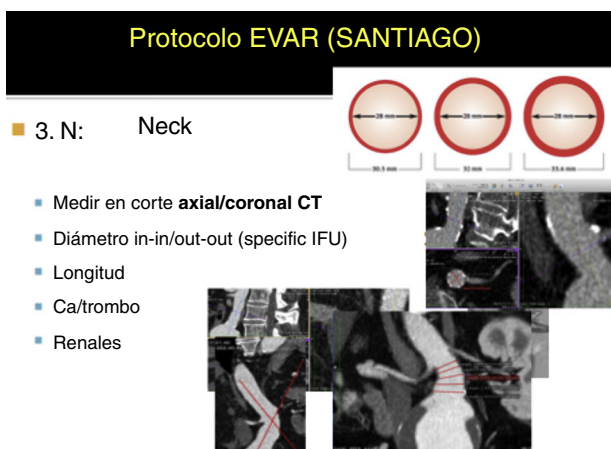 Protocolo EVAR (SANTIAGO)
3. N: Neck
28 mm 28 mm 28 mm
30.5 mm 32 mm 33.6 mm
Medir en corte axial/coronal CT
Diámetro in-in/out-out (specific IFU)
Longitud
Ca/trombo
Renales